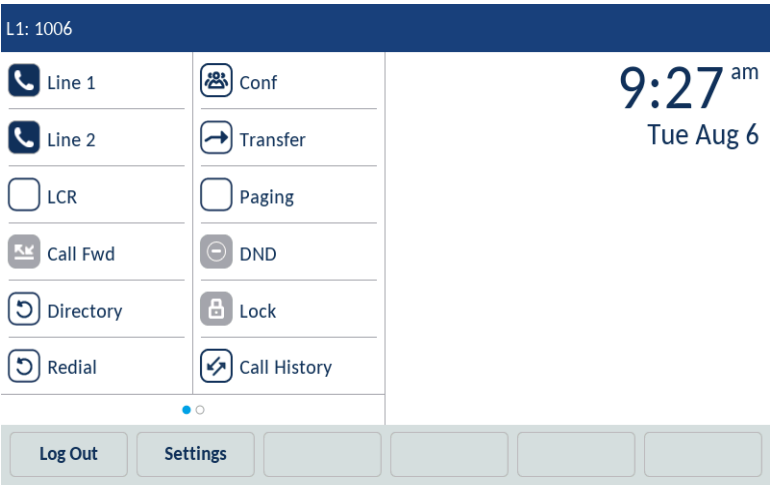 L1: 1006
Line 1
Conf
Line 2
Transfer
LCR
Paging
Call Fwd
DND
Directory
Lock
Redial
Call History
9:27 am
Tue Aug 6
Log Out
Settings